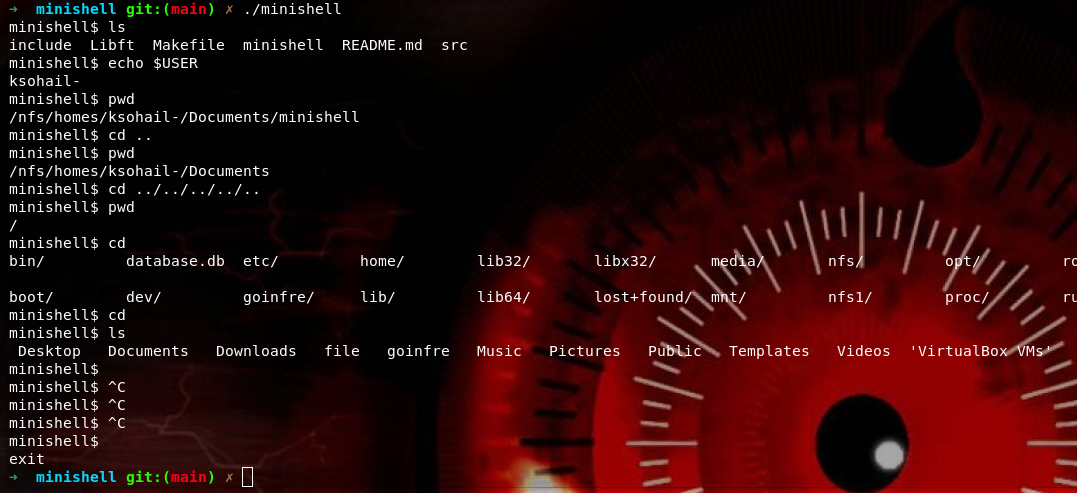 ➜  minishell git:(main) ✗ ./minishell
minishell$ ls
include  Libft  Makefile  minishell  README.md  src
minishell$ echo $USER
ksohail-
minishell$ pwd
/nfs/homes/ksohail-/Documents/minishell
minishell$ cd ..
minishell$ pwd
/nfs/homes/ksohail-/Documents
minishell$ cd ../../../../..
minishell$ pwd
/
minishell$ cd
bin/         database.db  etc/         home/        lib32/       libx32/      media/       nfs/         opt/         ro
boot/        dev/         goinfre/     lib/         lib64/       lost+found/  mnt/         nfs1/        proc/        ru
minishell$ cd
minishell$ ls
 Desktop   Documents   Downloads   file   goinfre   Music   Pictures   Public   Templates   Videos  'VirtualBox VMs'
minishell$
minishell$ ^C
minishell$ ^C
minishell$ ^C
minishell$
exit
➜  minishell git:(main) ✗